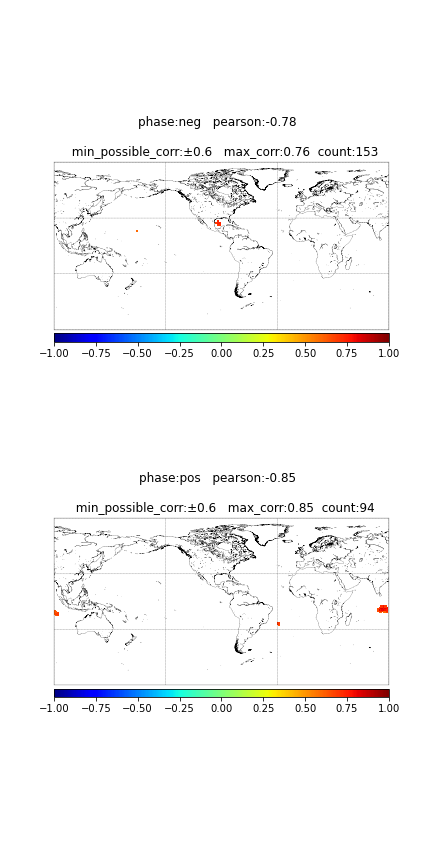 phase:neg   pearson:-0.78
min_possible_corr:±0.6   max_corr:0.76  count:153
−1.00 −0.75 −0.50 −0.25 0.00 0.25 0.50 0.75 1.00
phase:pos   pearson:-0.85
min_possible_corr:±0.6   max_corr:0.85  count:94
−1.00 −0.75 −0.50 −0.25 0.00 0.25 0.50 0.75 1.00